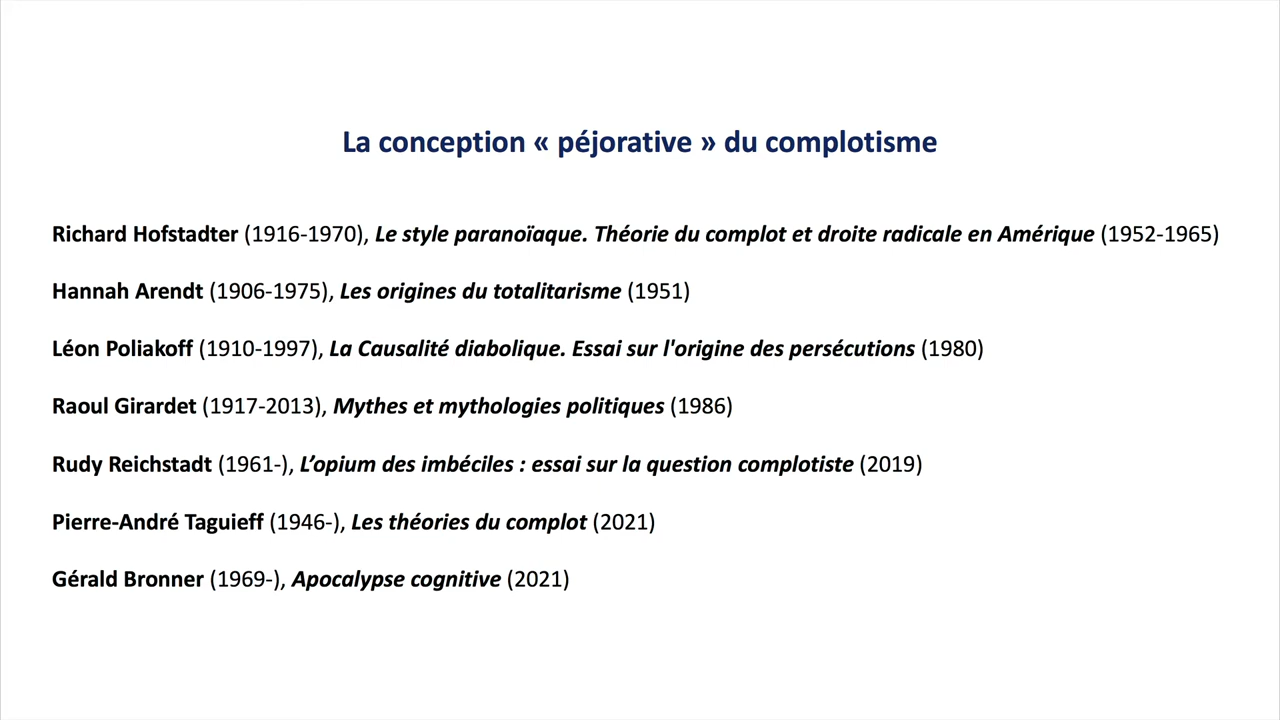 La conception « péjorative » du complotisme
Richard Hofstadter (1916-1970), Le style paranoïaque. Théorie du complot et droite radicale en Amérique (1952-1965)
Hannah Arendt (1906-1975), Les origines du totalitarisme (1951)
Léon Poliakoff (1910-1997), La Causalité diabolique. Essai sur l'origine des persécutions (1980)
Raoul Girardet (1917-2013), Mythes et mythologies politiques (1986)
Rudy Reichstadt (1961-), L’opium des imbéciles : essai sur la question complotiste (2019)
Pierre-André Taguieff (1946-), Les théories du complot (2021)
Gérald Bronner (1969-), Apocalypse cognitive (2021)